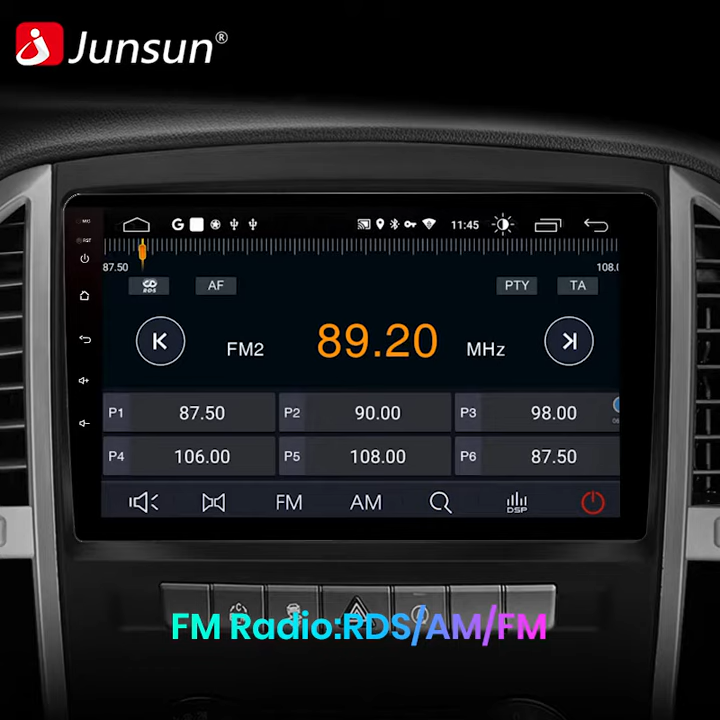 Junsun®
MIC
RST
G
11:45
87.50
108.
RDS
AF
PTY
TA
FM2
89.20
MHz
P1
87.50
P2
90.00
P3
98.00
P4
106.00
P5
108.00
P6
87.50
FM
AM
DSP
FM Radio:RDS/AM/FM